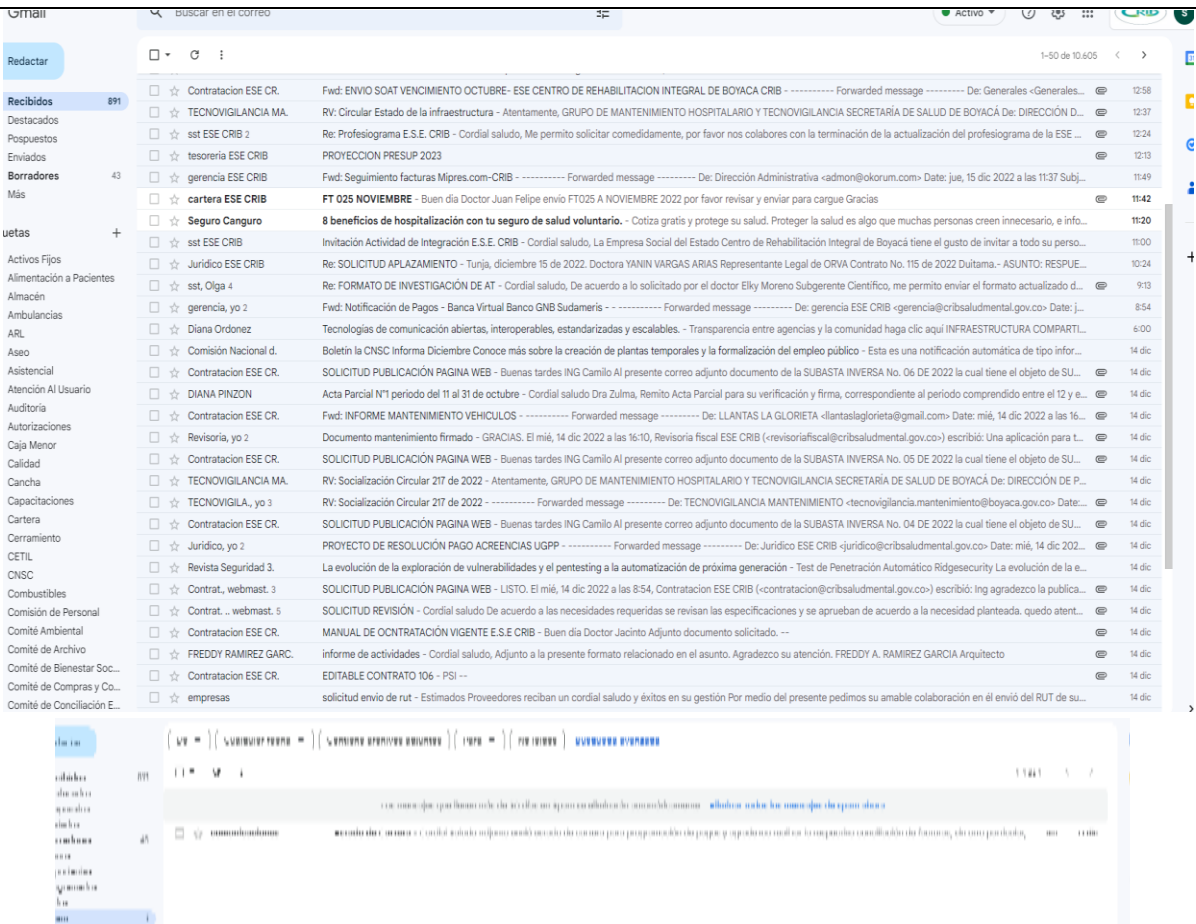 Gmail
Buscar en el correo
Activo
CRIB
S
Redactar
1–50 de 10.605
Recibidos 891
Destacados
Pospuestos
Enviados
Borradores 43
Más
uetas +
Activos Fijos
Alimentación a Pacientes
Almacén
Ambulancias
ARL
Aseo
Asistencial
Atención Al Usuario
Auditoria
Autorizaciones
Caja Menor
Calidad
Cancha
Capacitaciones
Cartera
Cerramiento
CETIL
CNSC
Combustibles
Comisión de Personal
Comité Ambiental
Comité de Archivo
Comité de Bienestar Soc...
Comité de Compras y Co...
Comité de Conciliación E...
Contratacion ESE CR. Fwd: ENVIO SOAT VENCIMIENTO OCTUBRE- ESE CENTRO DE REHABILITACION INTEGRAL DE BOYACA CRIB - ---------- Forwarded message --------- De: Generales <Generales... 12:58
TECNOVIGILANCIA MA. RV: Circular Estado de la infraestructura - Atentamente, GRUPO DE MANTENIMIENTO HOSPITALARIO Y TECNOVIGILANCIA SECRETARÍA DE SALUD DE BOYACÁ De: DIRECCIÓN D... 12:37
sst ESE CRIB 2 Re: Profesiograma E.S.E. CRIB - Cordial saludo, Me permito solicitar comedidamente, por favor nos colabores con la terminación de la actualización del profesiograma de la ESE ... 12:24
tesoreria ESE CRIB PROYECCION PRESUP 2023 12:13
gerencia ESE CRIB Fwd: Seguimiento facturas Mipres.com-CRIB - ---------- Forwarded message --------- De: Dirección Administrativa <admon@okorum.com> Date: jue, 15 dic 2022 a las 11:37 Subj... 11:49
cartera ESE CRIB FT 025 NOVIEMBRE - Buen dia Doctor Juan Felipe envio FT025 A NOVIEMBRE 2022 por favor revisar y enviar para cargue Gracias 11:42
Seguro Canguro 8 beneficios de hospitalización con tu seguro de salud voluntario. - Cotiza gratis y protege su salud. Proteger la salud es algo que muchas personas creen innecesario, e info... 11:20
sst ESE CRIB Invitación Actividad de Integración E.S.E. CRIB - Cordial saludo, La Empresa Social del Estado Centro de Rehabilitación Integral de Boyacá tiene el gusto de invitar a todo su perso... 11:00
Juridico ESE CRIB Re: SOLICITUD APLAZAMIENTO - Tunja, diciembre 15 de 2022. Doctora YANIN VARGAS ARIAS Representante Legal de ORVA Contrato No. 115 de 2022 Duitama.- ASUNTO: RESPUE... 10:24
sst, Olga 4 Re: FORMATO DE INVESTIGACIÓN DE AT - Cordial saludo, De acuerdo a lo solicitado por el doctor Elky Moreno Subgerente Científico, me permito enviar el formato actualizado d... 9:13
gerencia, yo 2 Fwd: Notificación de Pagos - Banca Virtual Banco GNB Sudameris - - ---------- Forwarded message --------- De: gerencia ESE CRIB <gerencia@cribsaludmental.gov.co> Date: j... 8:54
Diana Ordonez Tecnologías de comunicación abiertas, interoperables, estandarizadas y escalables. - Transparencia entre agencias y la comunidad haga clic aquí INFRAESTRUCTURA COMPARTI... 6:00
Comisión Nacional d. Boletín la CNSC Informa Diciembre Conoce más sobre la creación de plantas temporales y la formalización del empleo público - Esta es una notificación automática de tipo infor... 14 dic
Contratacion ESE CR. SOLICITUD PUBLICACIÓN PAGINA WEB - Buenas tardes ING Camilo Al presente correo adjunto documento de la SUBASTA INVERSA No. 06 DE 2022 la cual tiene el objeto de SU... 14 dic
DIANA PINZON Acta Parcial N°1 periodo del 11 al 31 de octubre - Cordial saludo Dra Zulma, Remito Acta Parcial para su verificación y firma, correspondiente al periodo comprendido entre el 12 y e... 14 dic
Contratacion ESE CR. Fwd: INFORME MANTENIMIENTO VEHICULOS - ---------- Forwarded message --------- De: LLANTAS LA GLORIETA <llantaslaglorieta@gmail.com> Date: mié, 14 dic 2022 a las 16... 14 dic
Revisoria, yo 2 Documento mantenimiento firmado - GRACIAS. El mié, 14 dic 2022 a las 16:10, Revisoria fiscal ESE CRIB (<revisoriafiscal@cribsaludmental.gov.co>) escribió: Una aplicación para t... 14 dic
Contratacion ESE CR. SOLICITUD PUBLICACIÓN PAGINA WEB - Buenas tardes ING Camilo Al presente correo adjunto documento de la SUBASTA INVERSA No. 05 DE 2022 la cual tiene el objeto de SU... 14 dic
TECNOVIGILANCIA MA. RV: Socialización Circular 217 de 2022 - Atentamente, GRUPO DE MANTENIMIENTO HOSPITALARIO Y TECNOVIGILANCIA SECRETARÍA DE SALUD DE BOYACÁ De: DIRECCIÓN DE P... 14 dic
TECNOVIGILA., yo 3 RV: Socialización Circular 217 de 2022 - ---------- Forwarded message --------- De: TECNOVIGILANCIA MANTENIMIENTO <tecnovigilancia.mantenimiento@boyaca.gov.co> Date:... 14 dic
Contratacion ESE CR. SOLICITUD PUBLICACIÓN PAGINA WEB - Buenas tardes ING Camilo Al presente correo adjunto documento de la SUBASTA INVERSA No. 04 DE 2022 la cual tiene el objeto de SU... 14 dic
Juridico, yo 2 PROYECTO DE RESOLUCIÓN PAGO ACREENCIAS UGPP - ---------- Forwarded message --------- De: Juridico ESE CRIB <juridico@cribsaludmental.gov.co> Date: mié, 14 dic 202... 14 dic
Revista Seguridad 3. La evolución de la exploración de vulnerabilidades y el pentesting a la automatización de próxima generación - Test de Penetración Automático Ridgesecurity La evolución de la e... 14 dic
Contrat., webmast. 3 SOLICITUD PUBLICACIÓN PAGINA WEB - LISTO. El mié, 14 dic 2022 a las 8:54, Contratacion ESE CRIB (<contratacion@cribsaludmental.gov.co>) escribió: Ing agradezco la publica... 14 dic
Contrat. .. webmast. 5 SOLICITUD REVISIÓN - Cordial saludo De acuerdo a las necesidades requeridas se revisan las especificaciones y se aprueban de acuerdo a la necesidad planteada. quedo atent... 14 dic
Contratacion ESE CR. MANUAL DE OCNTRATACIÓN VIGENTE E.S.E CRIB - Buen día Doctor Jacinto Adjunto documento solicitado. -- 14 dic
FREDDY RAMIREZ GARC. informe de actividades - Cordial saludo, Adjunto a la presente formato relacionado en el asunto. Agradezco su atención. FREDDY A. RAMIREZ GARCIA Arquitecto 14 dic
Contratacion ESE CR. EDITABLE CONTRATO 106 - PSI -- 14 dic
empresas solicitud envio de rut - Estimados Proveedores reciban un cordial saludo y éxitos en su gestión Por medio del presente pedimos su amable colaboración en él envió del RUT de su... 14 dic